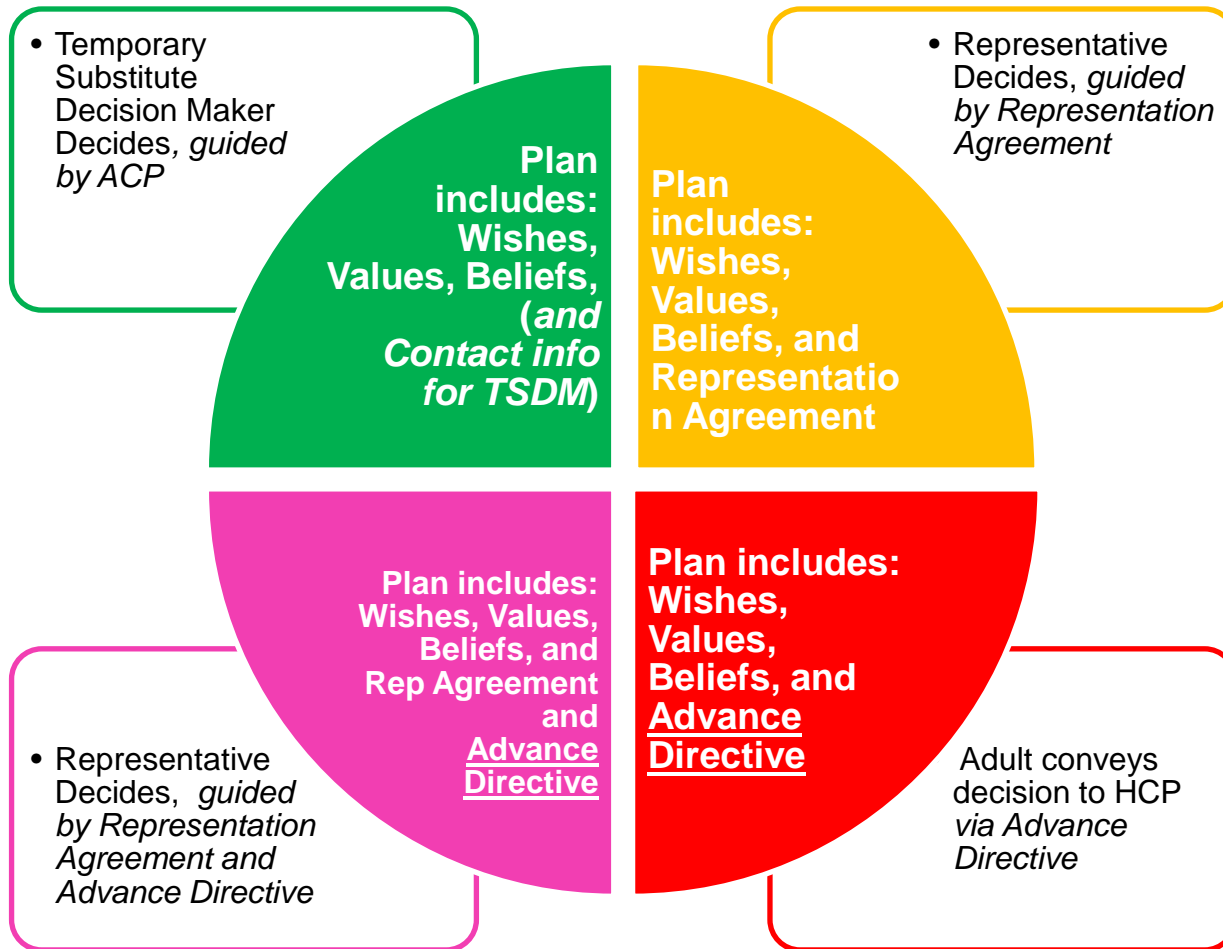 • Temporary
Substitute
Decision Maker
Decides, guided
by ACP
• Representative
Decides, guided
by Representation
Agreement
Plan
includes:
Wishes,
Values, Beliefs,
(and
Contact info
for TSDM)
Plan
includes:
Wishes,
Values,
Beliefs, and
Representatio
n Agreement
Plan includes:
Wishes, Values,
Beliefs, and
Rep Agreement
and
Advance
Directive
Plan includes:
Wishes,
Values,
Beliefs, and
Advance
Directive
• Representative
Decides, guided
by Representation
Agreement and
Advance Directive
Adult conveys
decision to HCP
via Advance
Directive